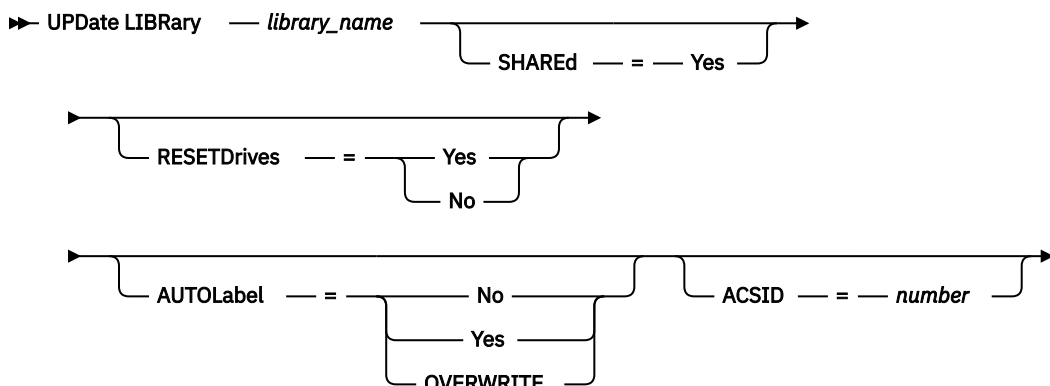 UPDate LIBRary library_name
SHAREd = Yes
RESETDrives = Yes
No
AUTOLabel = No ACSID = number
Yes
OVERWRITE